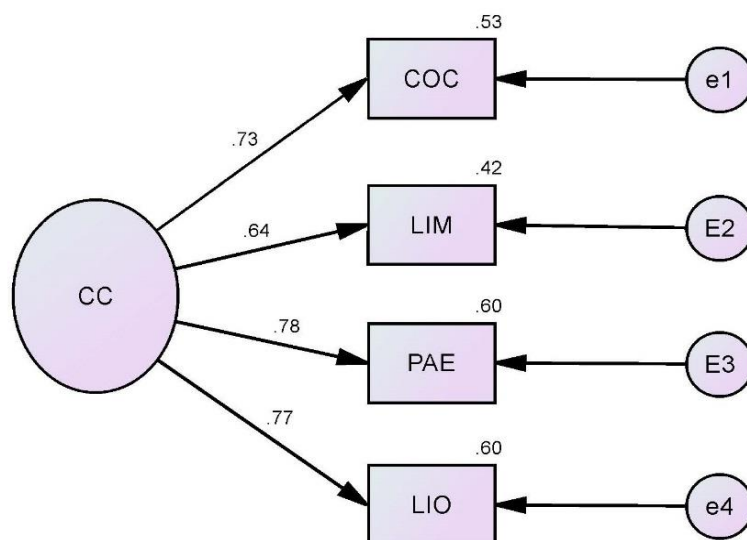 .53
COC
e1
.73
.42
LIM
E2
.64
CC
.60
.78
PAE
E3
.77
.60
LIO
e4